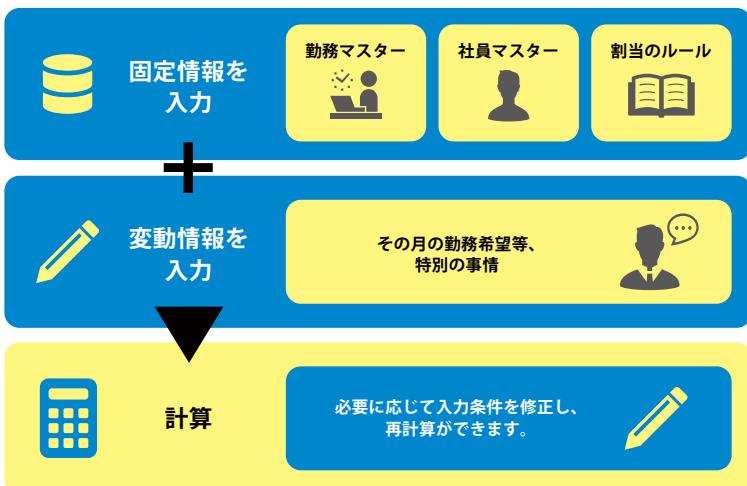 固定情報を
入力
勤務マスター
社員マスター
割当のルール
変動情報を
入力
その月の勤務希望等、
特別の事情
計算
必要に応じて入力条件を修正し、
再計算ができます。